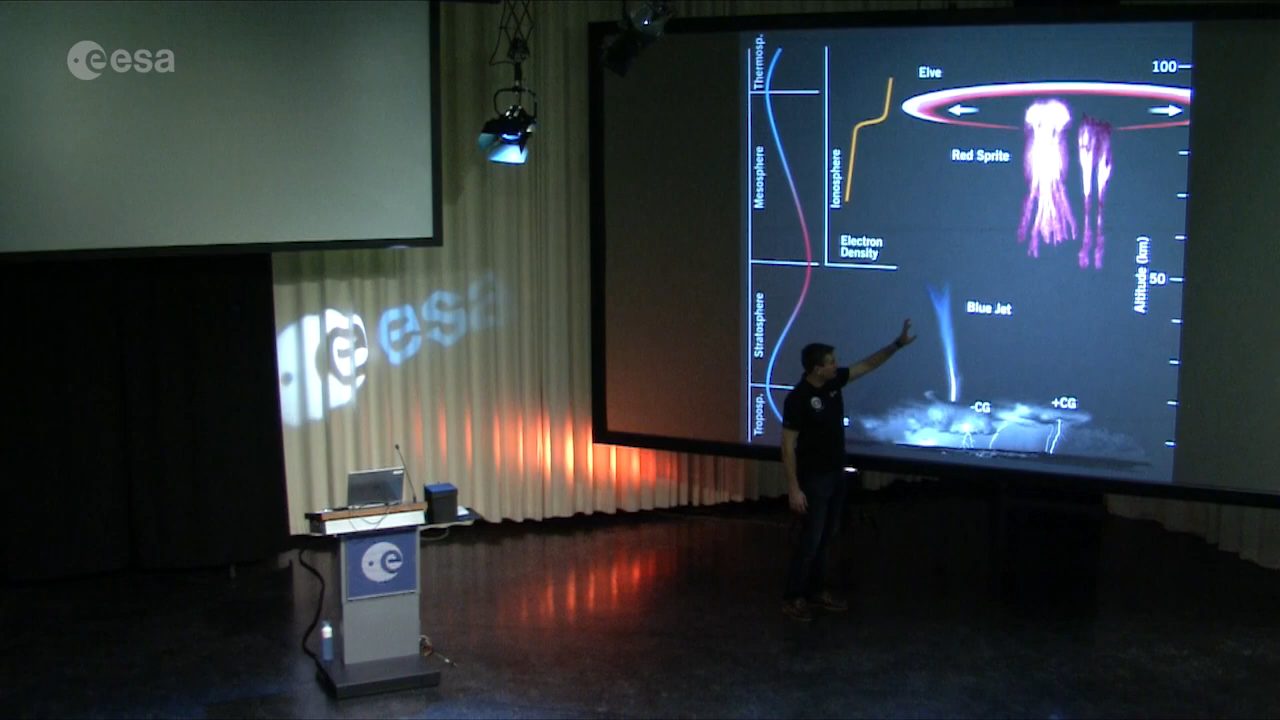 esa
esa
e
Thermosp.
Mesosphere
Stratosphere
Troposp.
Ionosphere
Electron
Density
Elve
100
Red Sprite
Altitude (km)
50
Blue Jet
-CG
+CG